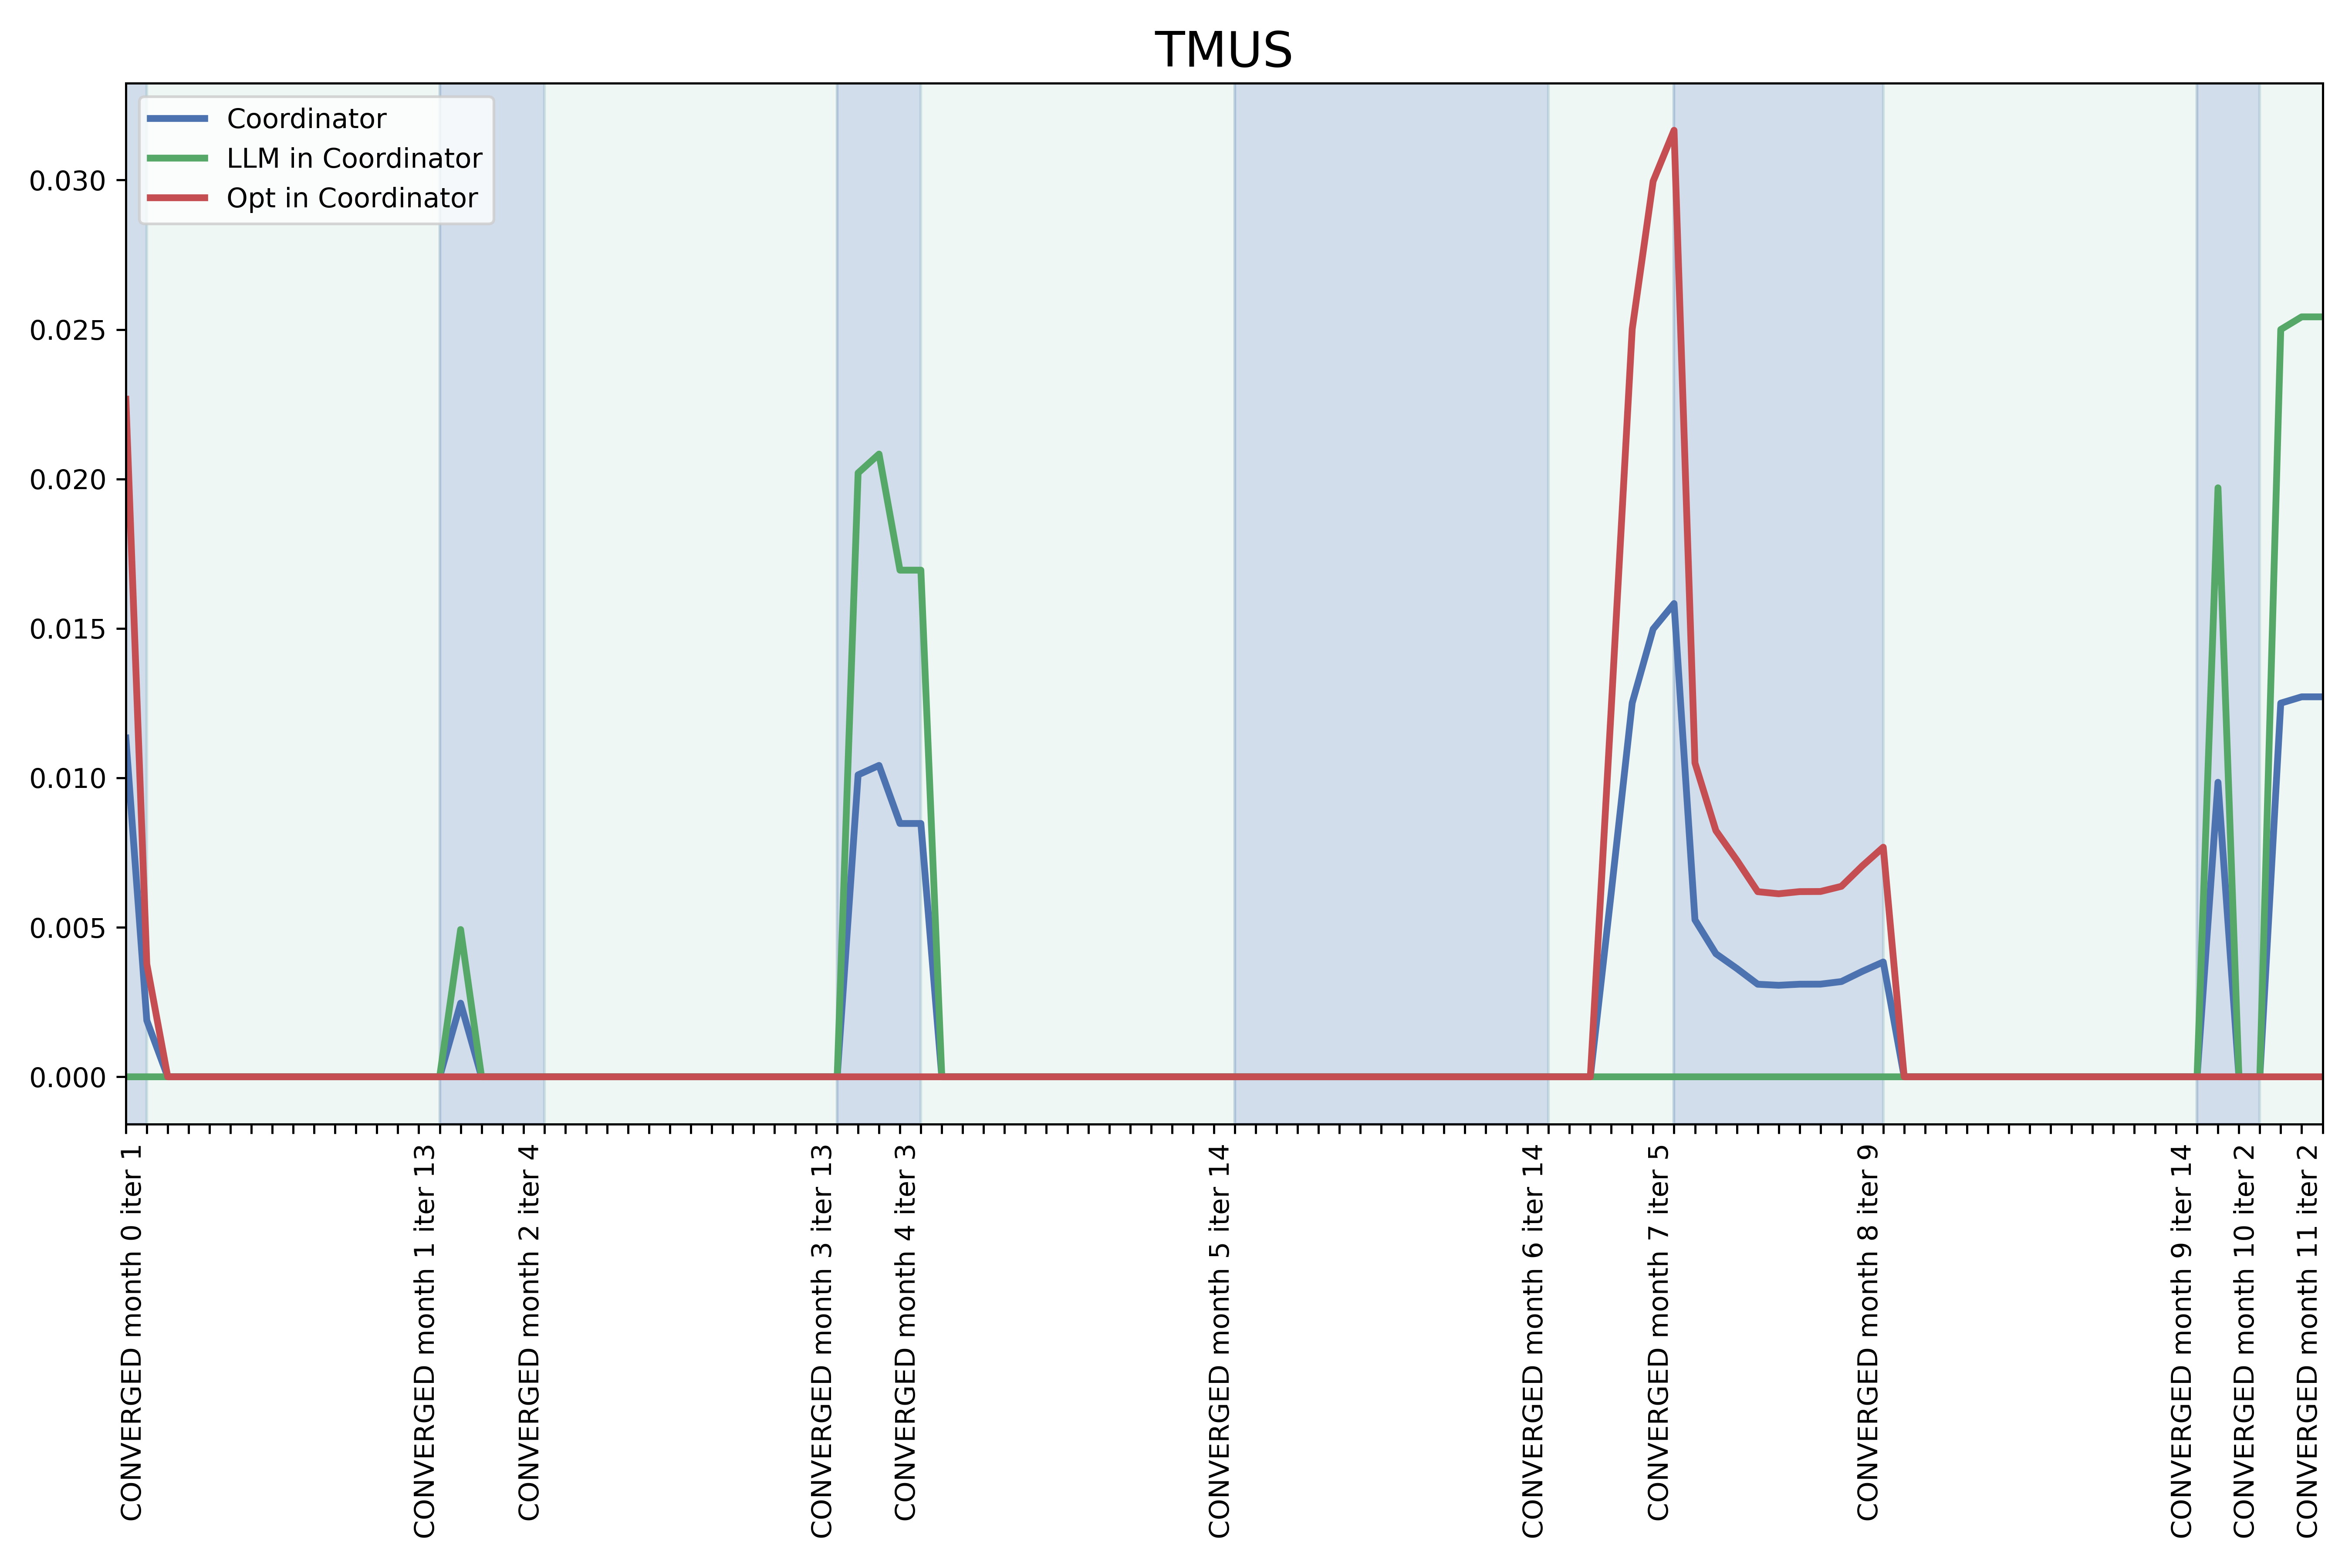 TMUS
Coordinator
LLM in Coordinator
Opt in Coordinator
0.030
0.025
0.020
0.015
0.010
0.005
0.000
CONVERGED month 0 iter 1
CONVERGED month 1 iter 13
CONVERGED month 2 iter 4
CONVERGED month 3 iter 13
CONVERGED month 4 iter 3
CONVERGED month 5 iter 14
CONVERGED month 6 iter 14
CONVERGED month 7 iter 5
CONVERGED month 8 iter 9
CONVERGED month 9 iter 14
CONVERGED month 10 iter 2
CONVERGED month 11 iter 2